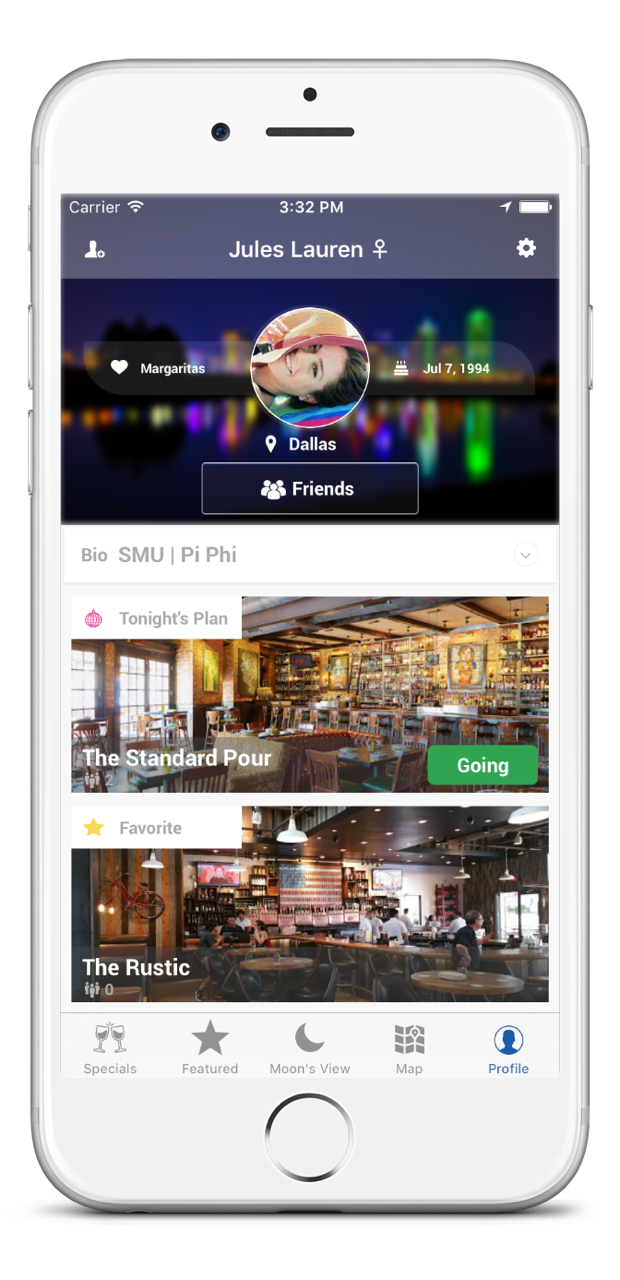 Carrier 3:32 PM
Jules Lauren
Margaritas
Jul 7, 1994
Dallas
Friends
Bio SMU | Pi Phi
Tonight's Plan
The Standard Pour
2
Going
Favorite
The Rustic
0
Specials Featured Moon's View Map Profile